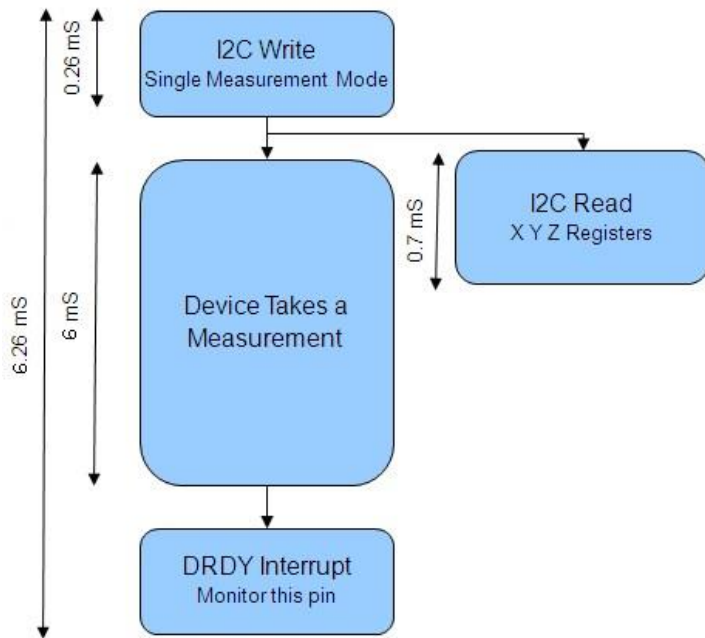 0.26 mS
I2C Write
Single Measurement Mode
I2C Read
X Y Z Registers
0.7 mS
Device Takes a
Measurement
6 mS
6.26 mS
DRDY Interrupt
Monitor this pin